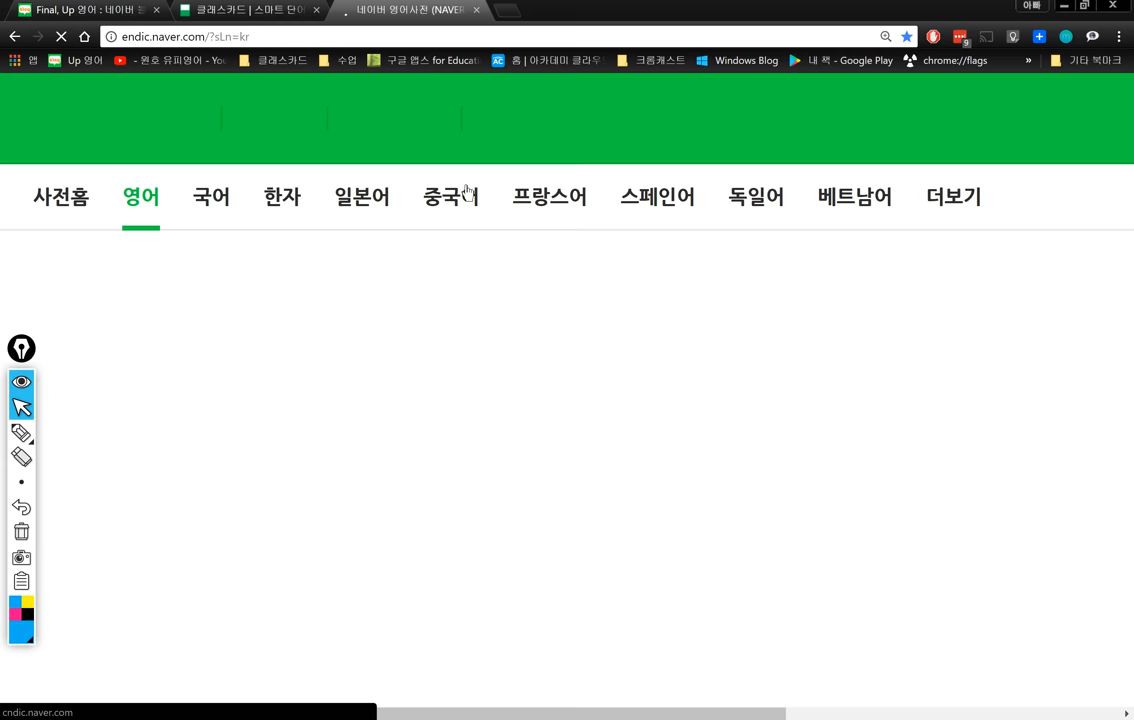 Final, Up 영어 : 네이버 블
클래스카드 | 스마트 단어
네이버 영어사전 (NAVER
아빠
endic.naver.com/?sLn=kr
9
앱
Up 영어
- 원호 유피영어 - You
클래스카드
수업
구글 앱스 for Educati
홈 | 아카데미 클라우
크롬캐스트
Windows Blog
내 책 - Google Play
chrome://flags
»
기타 북마크
사전홈 영어 국어 한자 일본어 중국어 프랑스어 스페인어 독일어 베트남어 더보기
cndic.naver.com